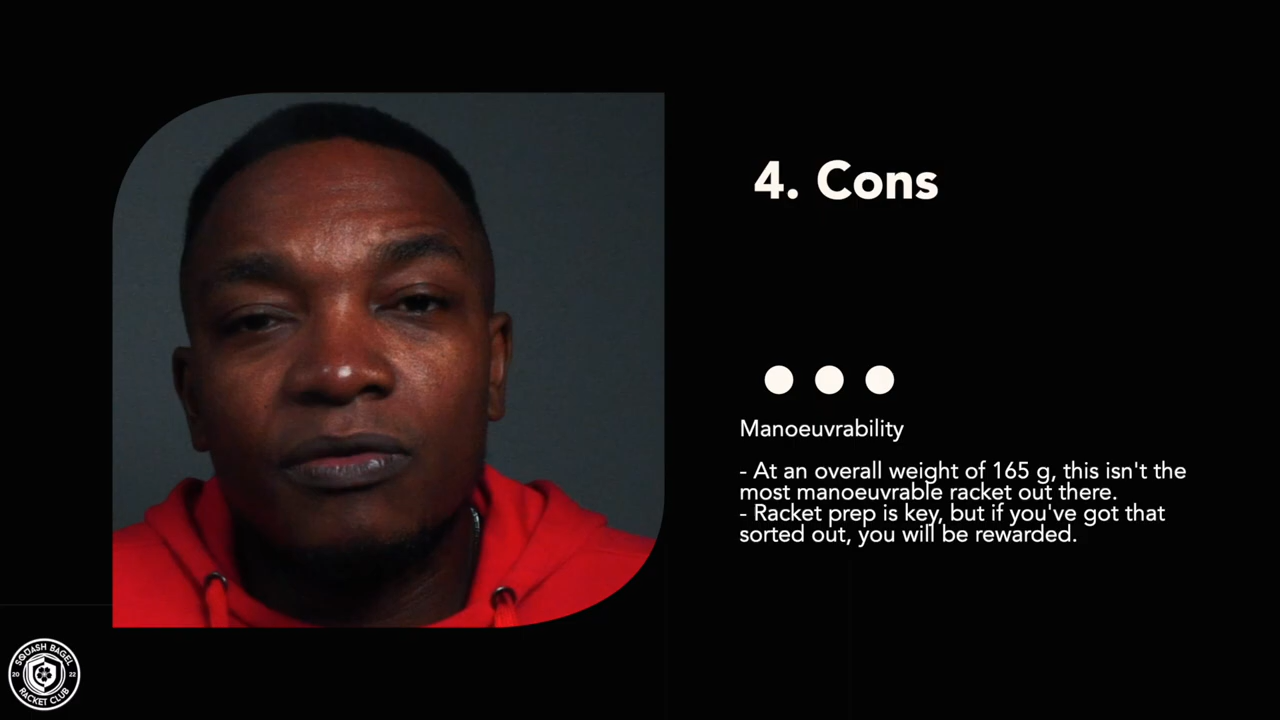 4. Cons
Manoeuvrability
- At an overall weight of 165 g, this isn't the
most manoeuvrable racket out there.
- Racket prep is key, but if you've got that
sorted out, you will be rewarded.
SQUASH BAGEL
20 22
RACKET CLUB